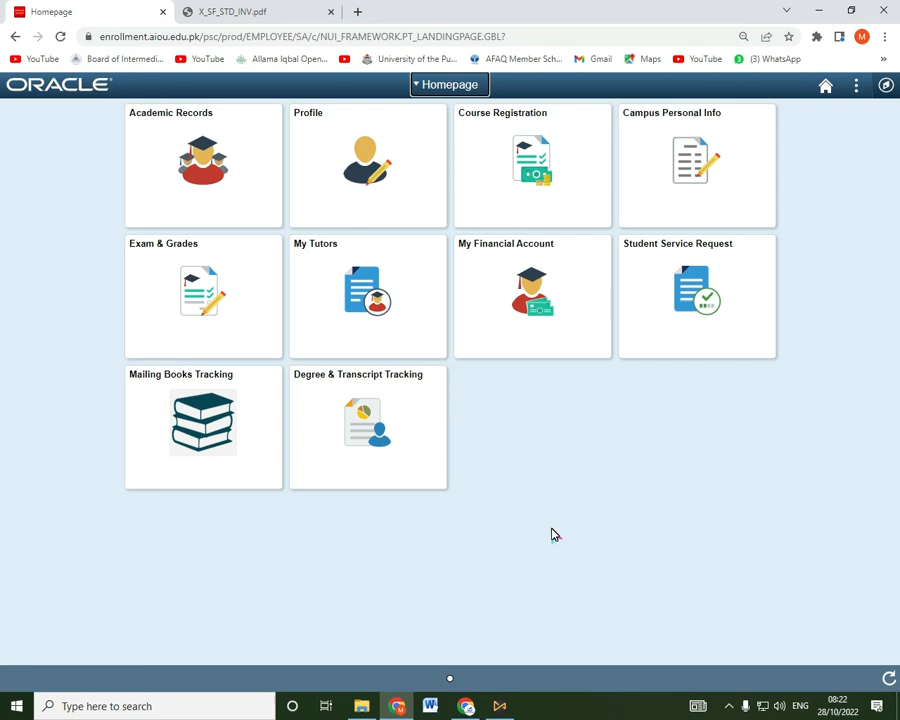 Homepage
X_SF_STD_INV.pdf
enrollment.aiou.edu.pk/psc/prod/EMPLOYEE/SA/c/NUI_FRAMEWORK.PT_LANDINGPAGE.GBL?
M
YouTube
Board of Intermedi...
YouTube
Allama Iqbal Open...
University of the Pu...
AFAQ Member Sch...
Gmail
Maps
YouTube
(3) WhatsApp
»
ORACLE
Homepage
Academic Records
Profile
Course Registration
Campus Personal Info
Exam & Grades
My Tutors
My Financial Account
Student Service Request
Mailing Books Tracking
Degree & Transcript Tracking
Type here to search
ENG
08:22
28/10/2022